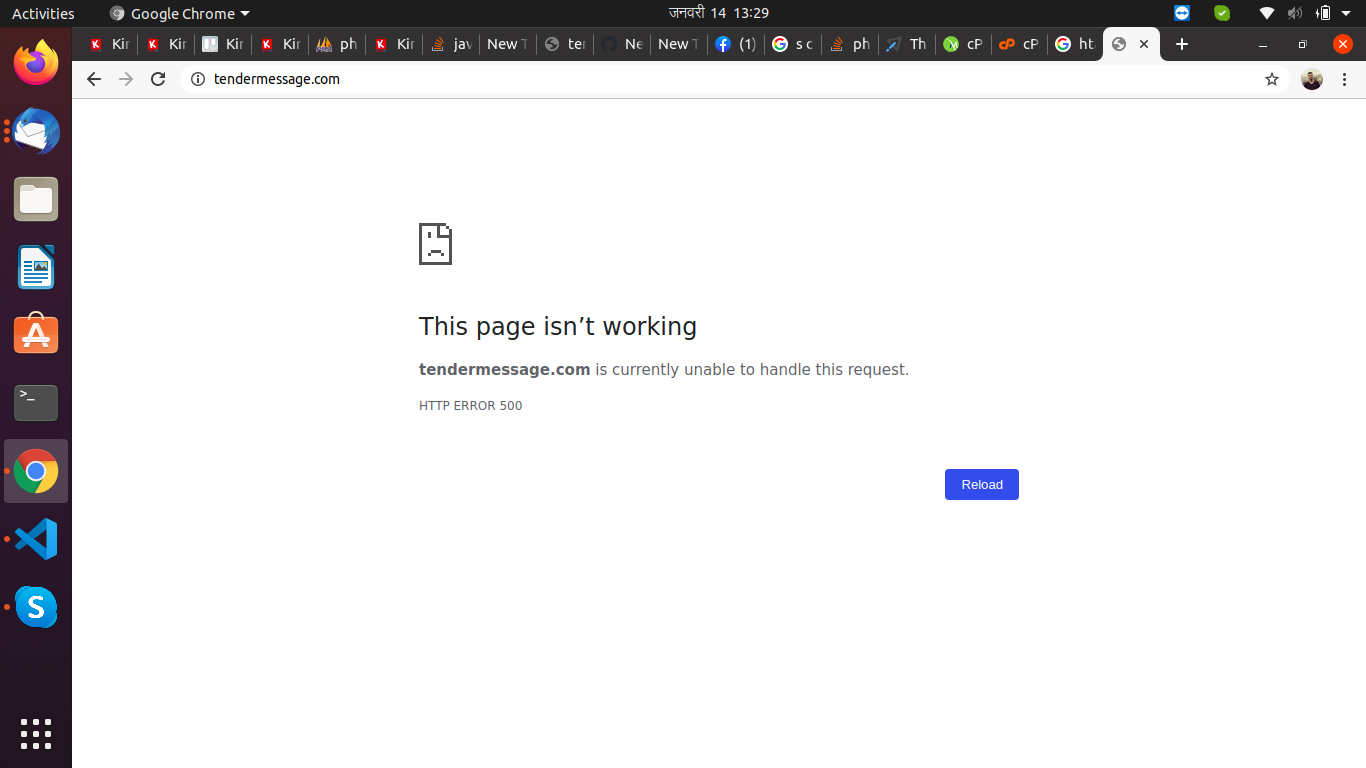 Activities
Google Chrome
जनवरी 14 13:29
Kir
Kir
Kir
Kir
ph
Kir
jav
New T
ter
Ne
New T
(1)
s c
ph
Th
cP
cP
hta
tendermessage.com
This page isn’t working
tendermessage.com is currently unable to handle this request.
HTTP ERROR 500
Reload